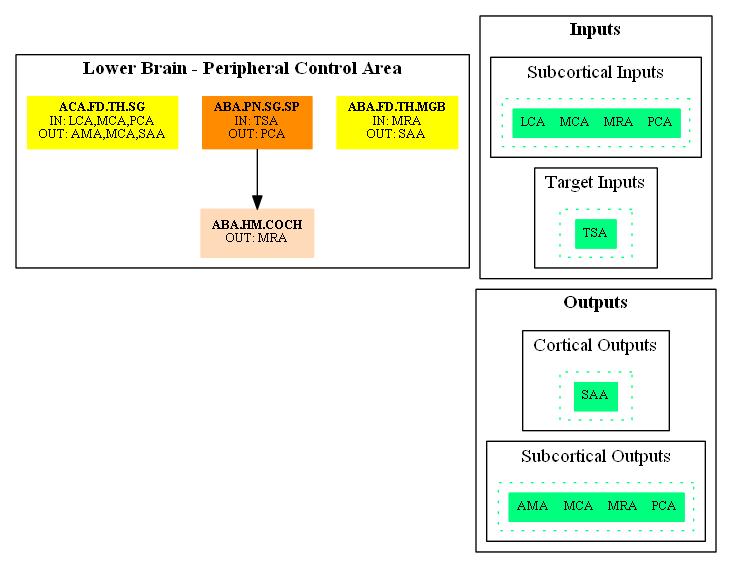 Lower Brain - Peripheral Control Area
ACA.FD.TH.SG
IN: LCA,MCA,PCA
OUT: AMA,MCA,SAA
ABA.PN.SG.SP
IN: TSA
OUT: PCA
ABA.FD.TH.MGB
IN: MRA
OUT: SAA
ABA.HM.COCH
OUT: MRA
Inputs
Subcortical Inputs
LCA MCA MRA PCA
Target Inputs
TSA
Outputs
Cortical Outputs
SAA
Subcortical Outputs
AMA MCA MRA PCA